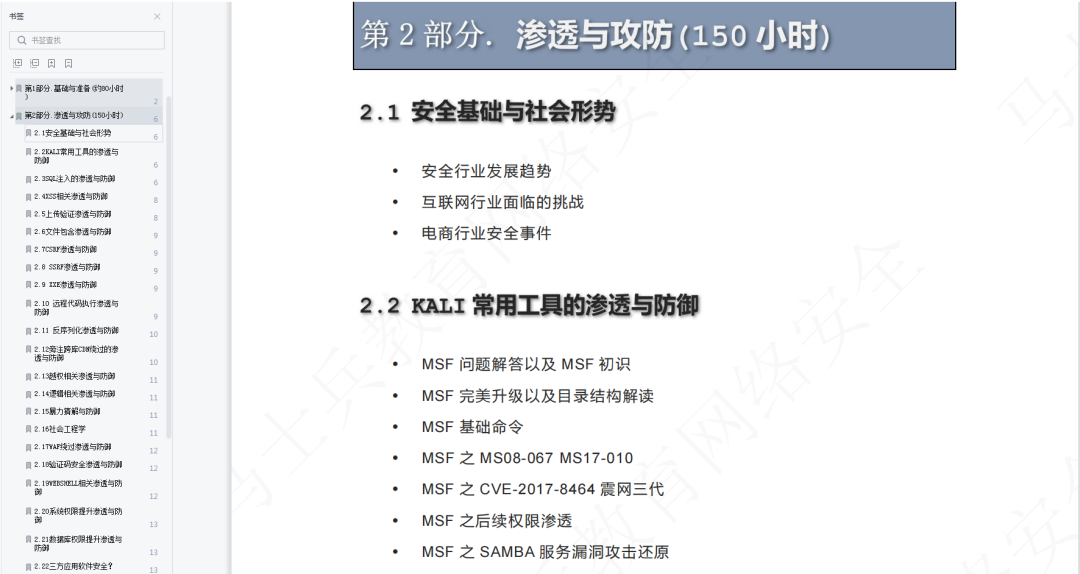 书签
书签查找
第1部分.基础与准备(约80小时
)
2
第2部分.渗透与攻防(150小时)
6
2.1安全基础与社会形势
6
2.2KALI常用工具的渗透与
防御
6
2.3SQL注入的渗透与防御
6
2.4XSS相关渗透与防御
8
2.5上传验证渗透与防御
8
2.6文件包含渗透与防御
9
2.7CSRF渗透与防御
9
2.8 SSRF渗透与防御
9
2.9 XXE渗透与防御
9
2.10 远程代码执行渗透与
防御
9
2.11 反序列化渗透与防御
10
2.12旁注跨库CDN绕过的渗
透与防御
10
2.13越权相关渗透与防御
11
2.14逻辑相关渗透与防御
11
2.15暴力猜解与防御
11
2.16社会工程学
11
2.17WAF绕过渗透与防御
12
2.18验证码安全渗透与防御
12
2.19WEBSHELL相关渗透与防
御
12
2.20系统权限提升渗透与防
御
13
2.21数据库权限提升渗透与
防御
13
2.22三方应用软件安全?
13
第 2 部分. 渗透与攻防(150 小时)
2.1 安全基础与社会形势
• 安全行业发展趋势
• 互联网行业面临的挑战
• 电商行业安全事件
2.2 KALI 常用工具的渗透与防御
• MSF 问题解答以及 MSF 初识
• MSF 完美升级以及目录结构解读
• MSF 基础命令
• MSF 之 MS08-067 MS17-010
• MSF 之 CVE-2017-8464 震网三代
• MSF 之后续权限渗透
• MSF 之 SAMBA 服务漏洞攻击还原
马士兵教育网络安全
马士兵教育网络安全